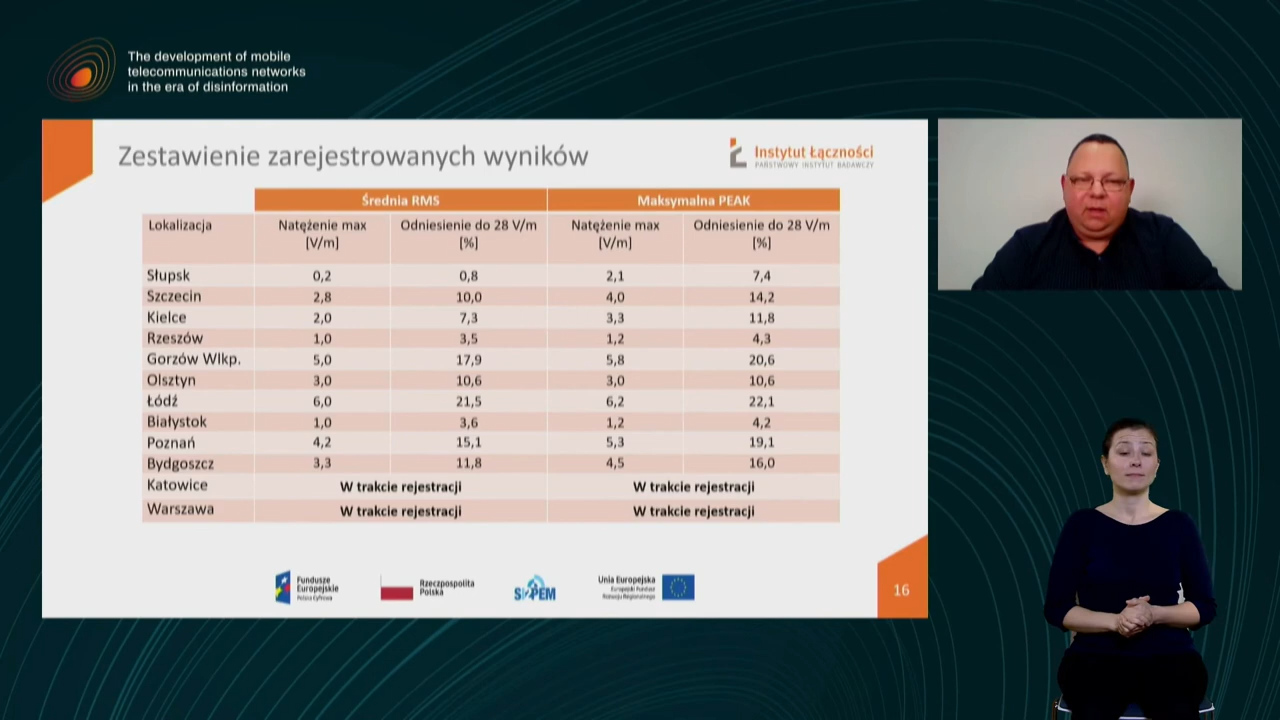 The development of mobile
telecommunications networks
in the era of disinformation
Zestawienie zarejestrowanych wyników
Instytut Łączności
PAŃSTWOWY INSTYTUT BADAWCZY
Średnia RMS Maksymalna PEAK
Lokalizacja Natężenie max [V/m] Odniesienie do 28 V/m [%] Natężenie max [V/m] Odniesienie do 28 V/m [%]
Słupsk 0,2 0,8 2,1 7,4
Szczecin 2,8 10,0 4,0 14,2
Kielce 2,0 7,3 3,3 11,8
Rzeszów 1,0 3,5 1,2 4,3
Gorzów Wlkp. 5,0 17,9 5,8 20,6
Olsztyn 3,0 10,6 3,0 10,6
Łódź 6,0 21,5 6,2 22,1
Białystok 1,0 3,6 1,2 4,2
Poznań 4,2 15,1 5,3 19,1
Bydgoszcz 3,3 11,8 4,5 16,0
Katowice W trakcie rejestracji W trakcie rejestracji
Warszawa W trakcie rejestracji W trakcie rejestracji
Fundusze
Europejskie
Polska Cyfrowa
Rzeczpospolita
Polska
SI2PEM
Unia Europejska
Europejski Fundusz
Rozwoju Regionalnego
16